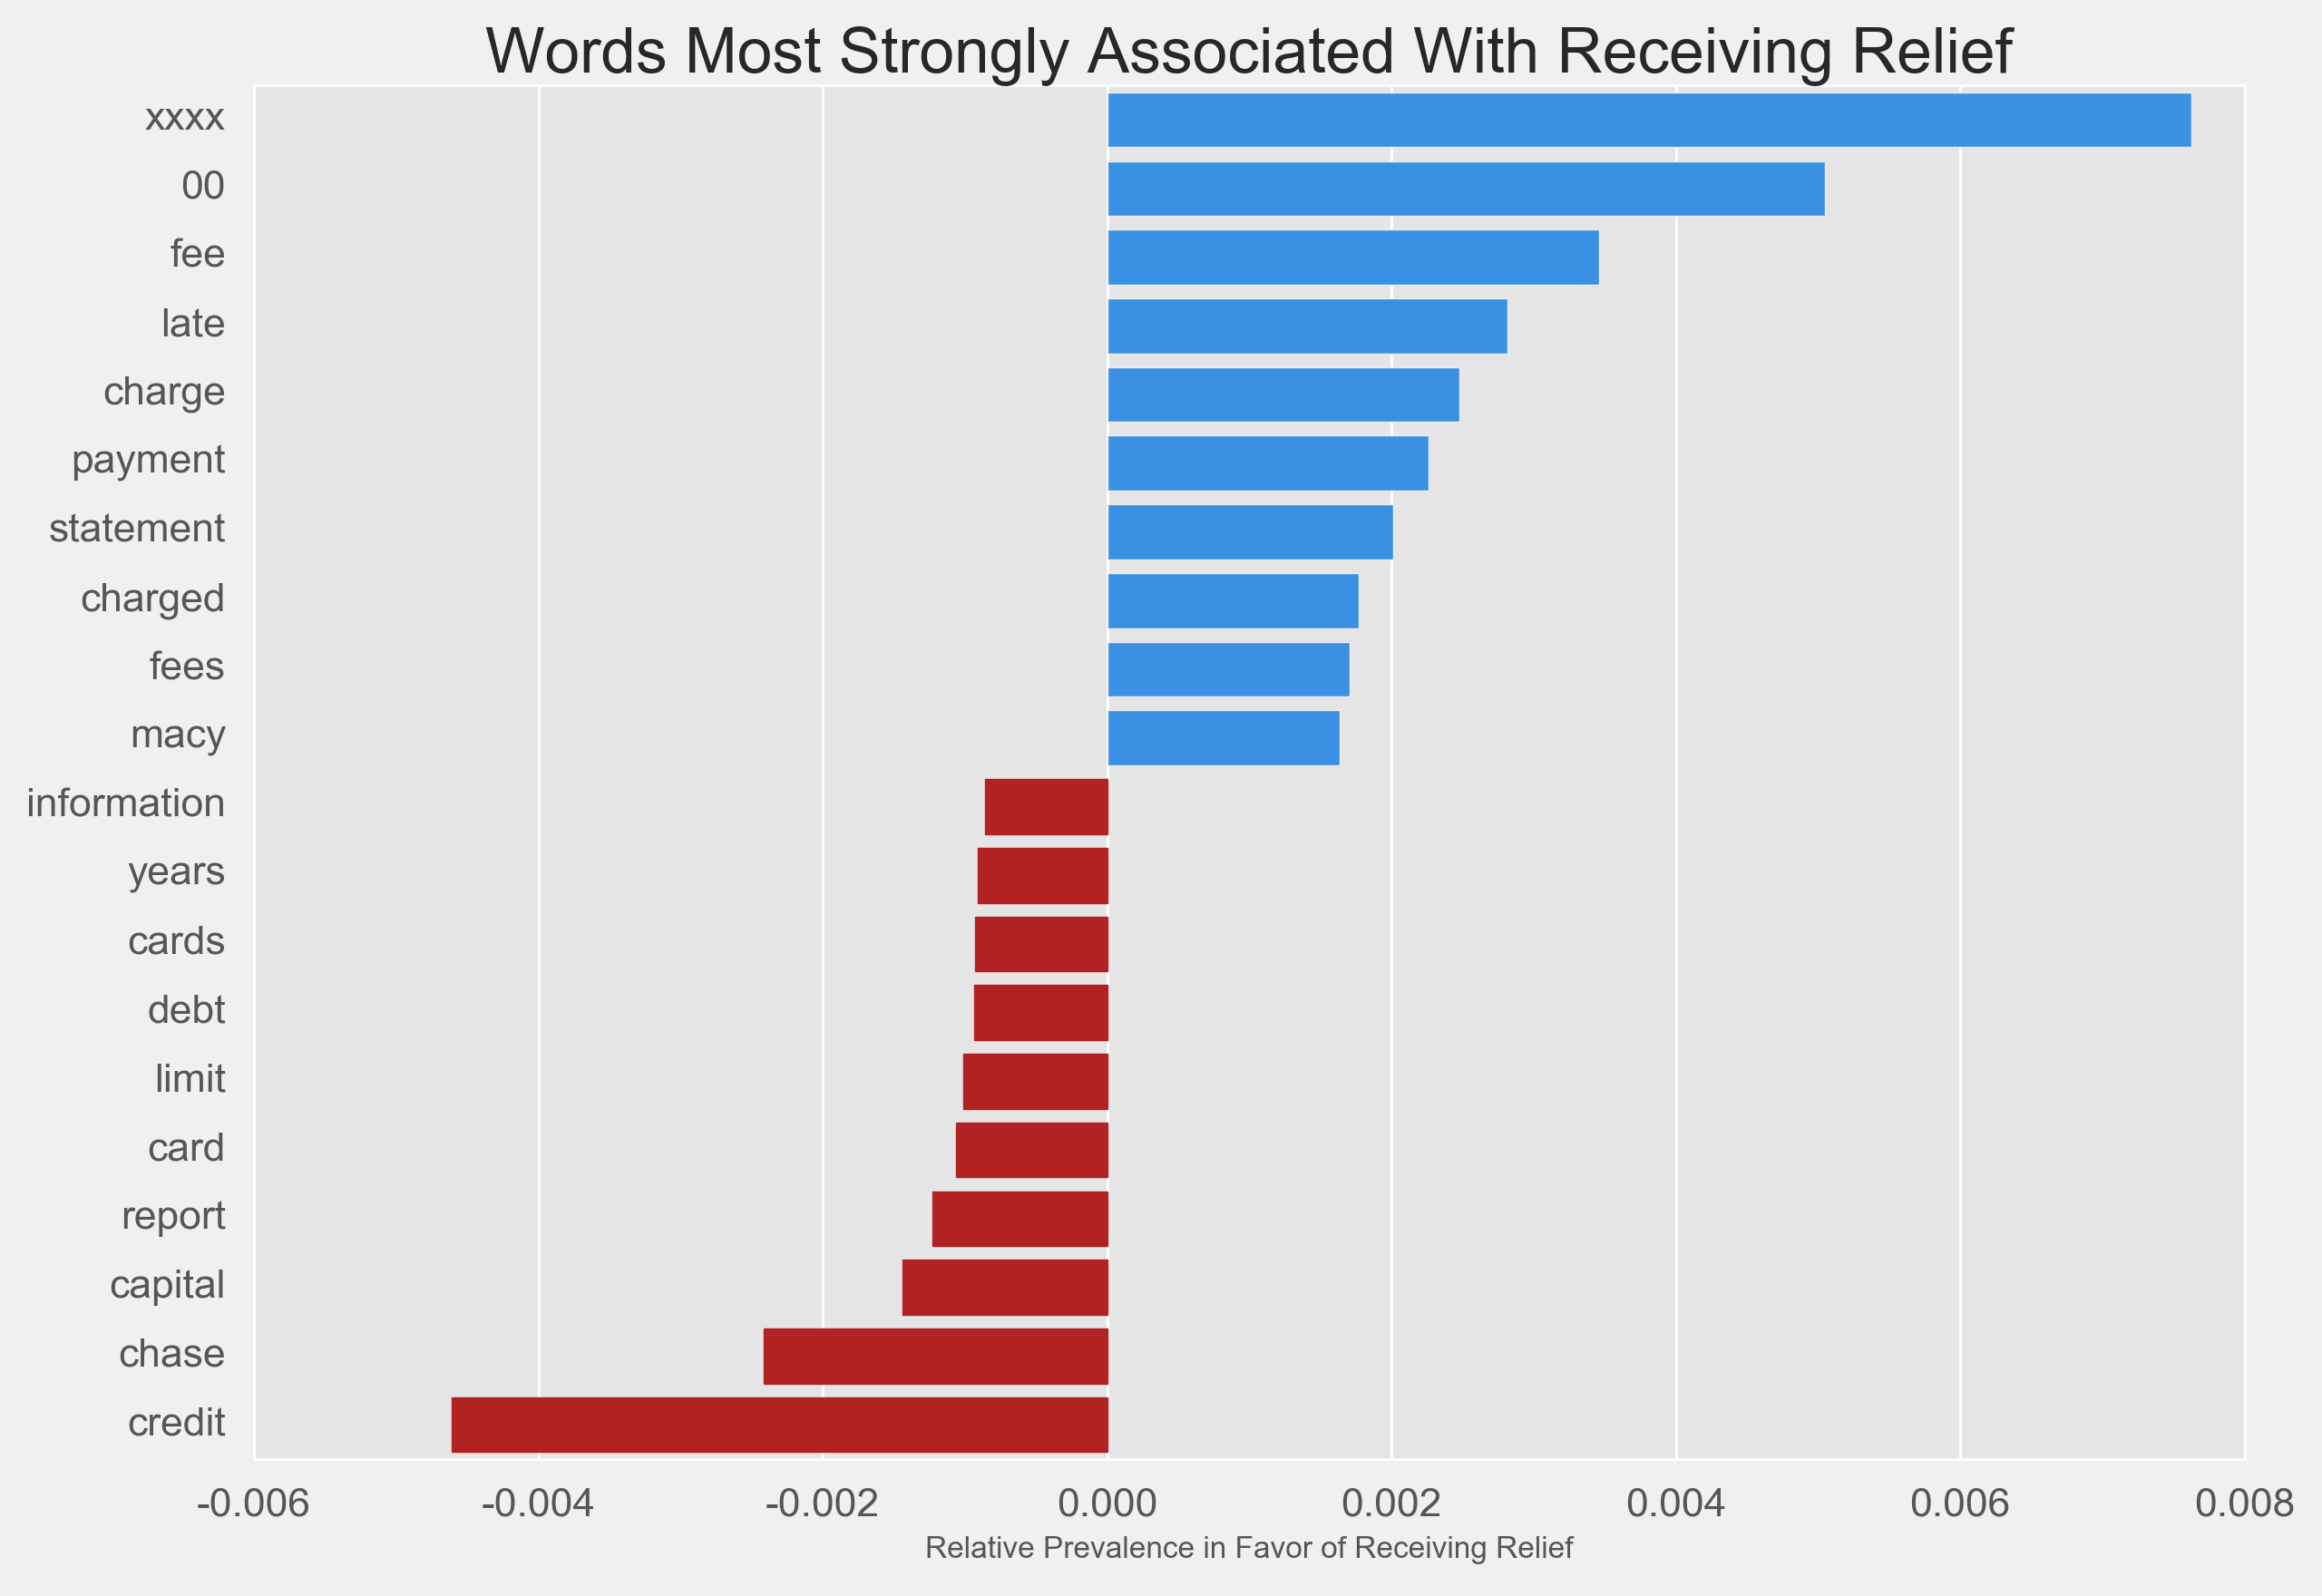 Words Most Strongly Associated With Receiving Relief
xxxx
00
fee
late
charge
payment
statement
charged
fees
macy
information
years
cards
debt
limit
card
report
capital
chase
credit
-0.006 -0.004 -0.002 0.000 0.002 0.004 0.006 0.008
Relative Prevalence in Favor of Receiving Relief